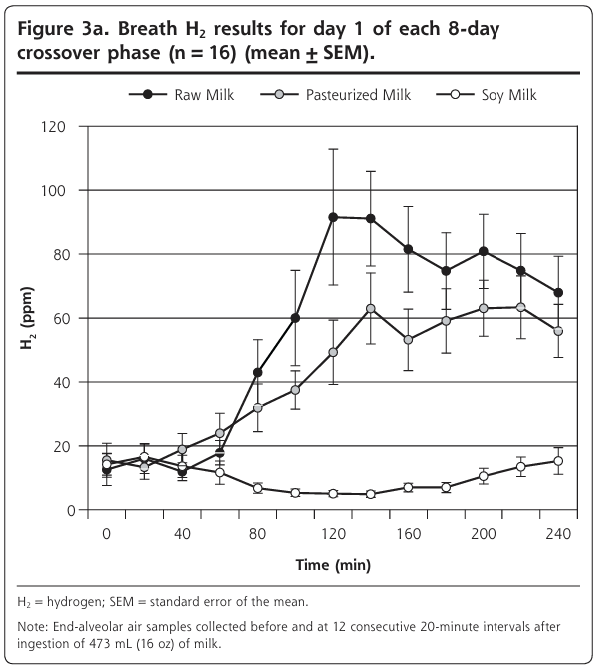 Figure 3a. Breath H₂ results for day 1 of each 8-day
crossover phase (n = 16) (mean ± SEM).
Raw Milk Pasteurized Milk Soy Milk
120
100
80
60
40
20
0
H₂ (ppm)
0 40 80 120 160 200 240
Time (min)
H₂ = hydrogen; SEM = standard error of the mean.
Note: End-alveolar air samples collected before and at 12 consecutive 20-minute intervals after
ingestion of 473 mL (16 oz) of milk.